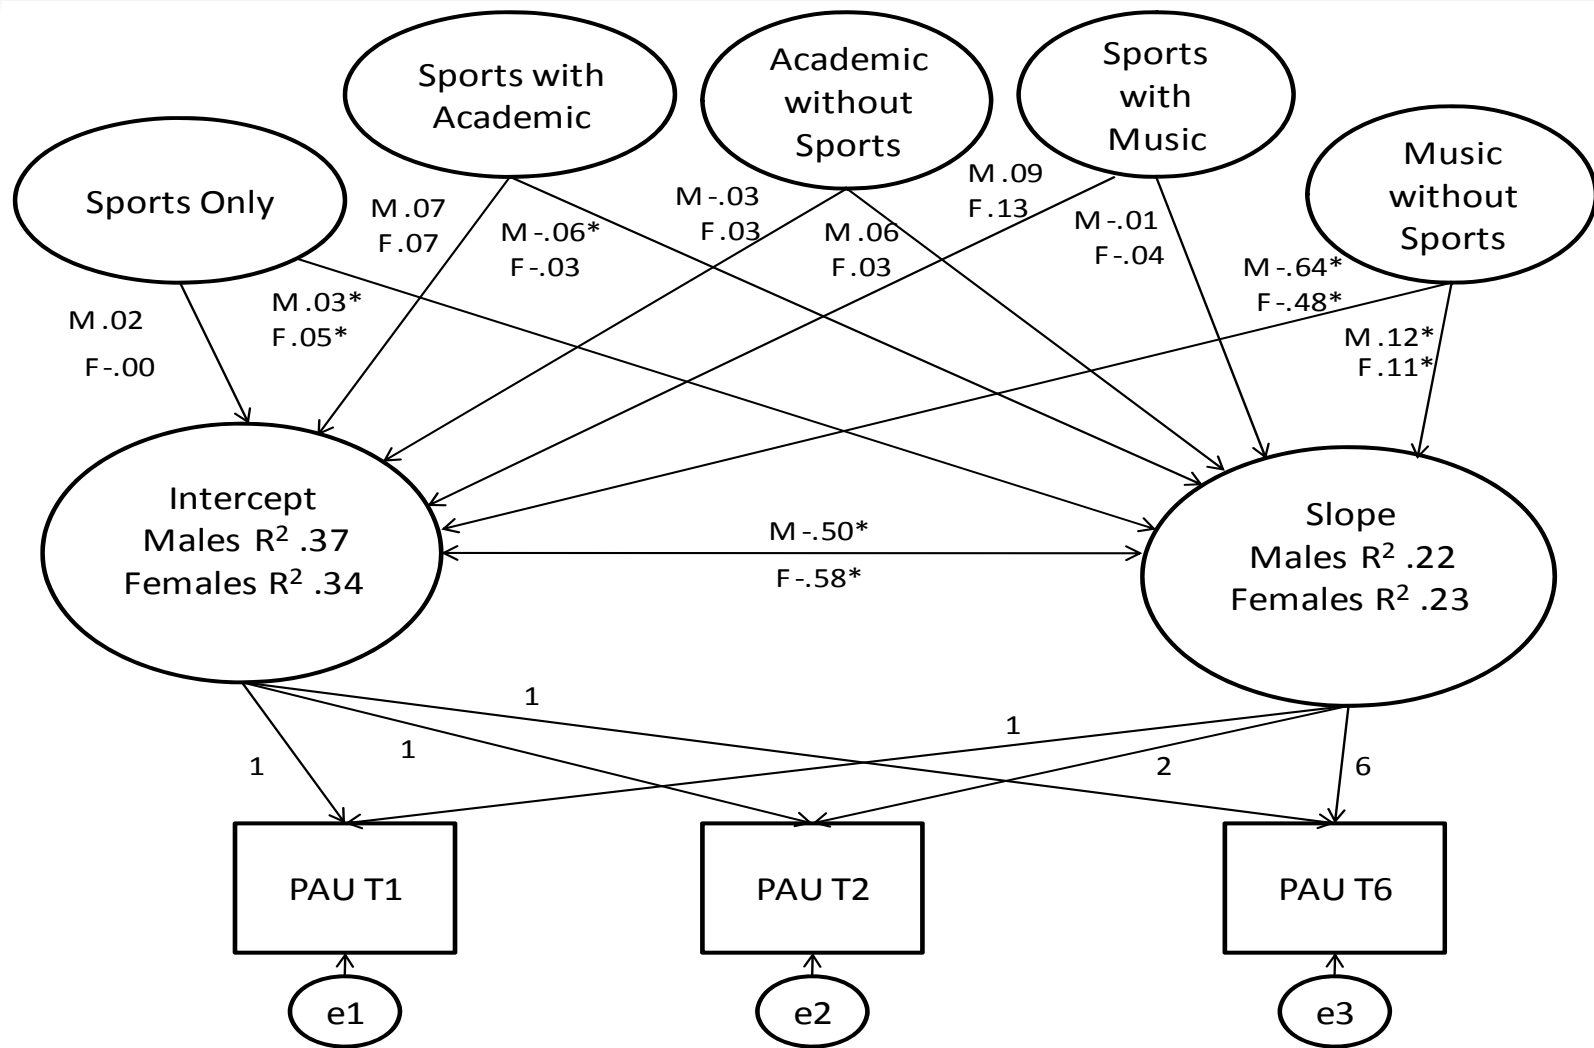 Sports Only
Sports with
Academic
Academic
without
Sports
Sports
with
Music
Music
without
Sports
M .02
F -.00
M .03*
F .05*
M .07
F .07
M -.06*
F -.03
M -.03
F .03
M .06
F .03
M .09
F .13
M -.01
F -.04
M -.64*
F -.48*
M .12*
F .11*
Intercept
Males R² .37
Females R² .34
M -.50*
F -.58*
Slope
Males R² .22
Females R² .23
1
1
1
1
2
6
PAU T1
PAU T2
PAU T6
e1
e2
e3